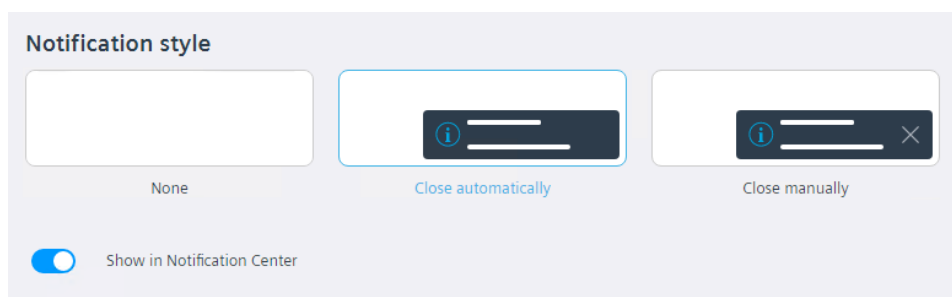 Notification style
None
Close automatically
Close manually
Show in Notification Center